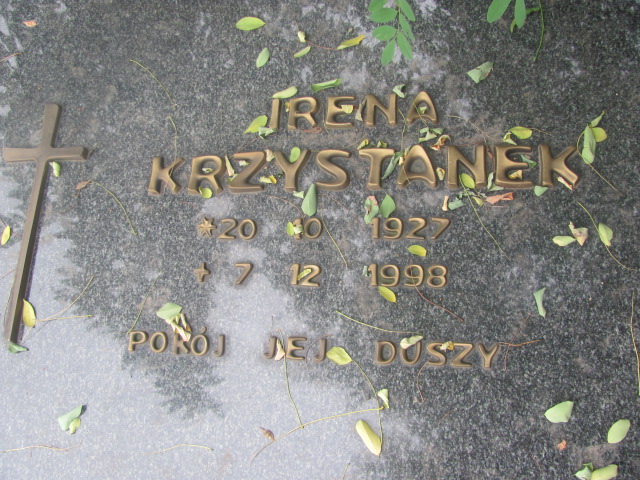 IRENA
KRZYSTANEK
*20 10 1927
+ 7 12 1998
POKÓJ JEJ DUSZY